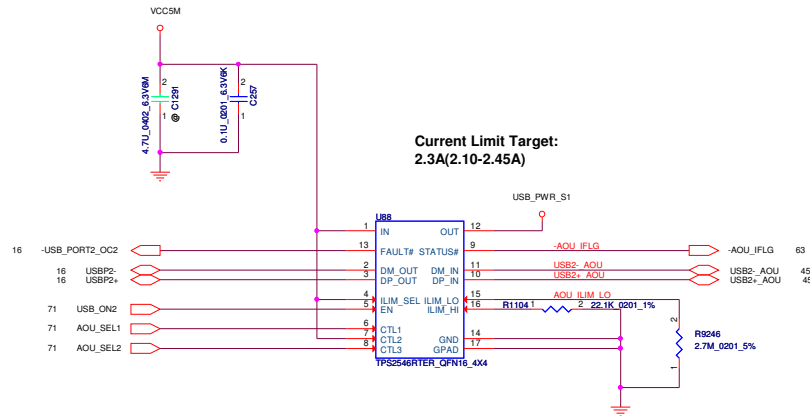 VCC5M
2
2
4.7U_0402_6.3V6M
@ C1291
0.1U_0201_6.3V6K
C257
1
1
Current Limit Target:
2.3A(2.10-2.45A)
USB_PWR_S1
U88
1 IN OUT 12
16 -USB_PORT2_OC2 13 FAULT# STATUS# 9 -AOU_IFLG -AOU_IFLG 63
16 USBP2- 2 DM_OUT DM_IN 11 USB2-_AOU USB2-_AOU 45
16 USBP2+ 3 DP_OUT DP_IN 10 USB2+_AOU USB2+_AOU 45
4 ILIM_SEL ILIM_LO 15 AOU_ILIM_LO
71 USB_ON2 5 EN ILIM_HI 16 R1104 1 2 22.1K_0201_1%
71 AOU_SEL1 6 CTL1
7 CTL2 GND 14
71 AOU_SEL2 8 CTL3 GPAD 17
TPS2546RTER_QFN16_4X4
2
R9246
2.7M_0201_5%
1